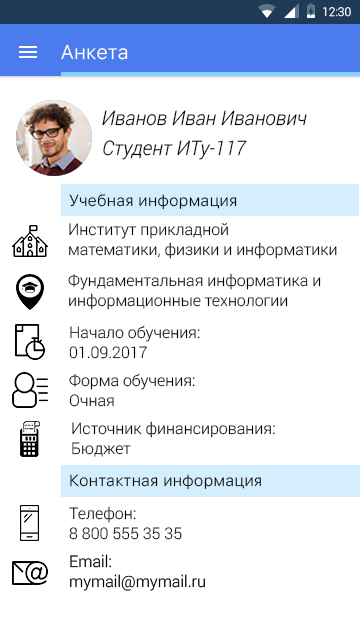 12:30
Анкета
Иванов Иван Иванович
Студент ИТу-117
Учебная информация
Институт прикладной
математики, физики и информатики
Фундаментальная информатика и
информационные технологии
Начало обучения:
01.09.2017
Форма обучения:
Очная
Источник финансирования:
Бюджет
Контактная информация
Телефон:
8 800 555 35 35
Email:
mymail@mymail.ru